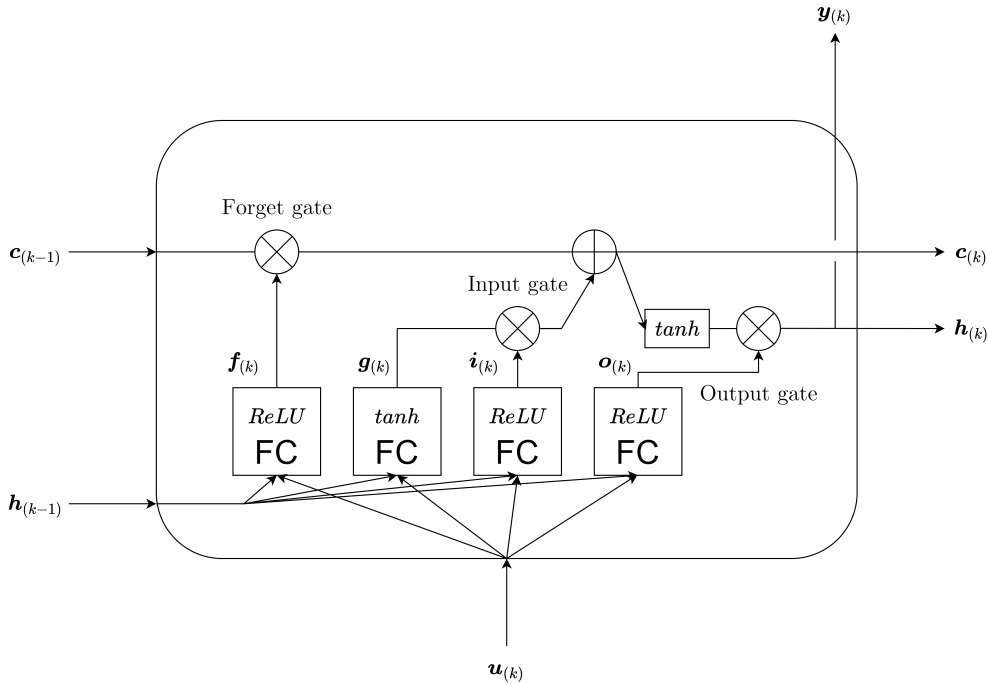 y(k)
Forget gate
c(k−1)
c(k)
Input gate
tanh
h(k)
f(k)
g(k)
i(k)
o(k)
Output gate
ReLU
FC
tanh
FC
ReLU
FC
ReLU
FC
h(k−1)
u(k)